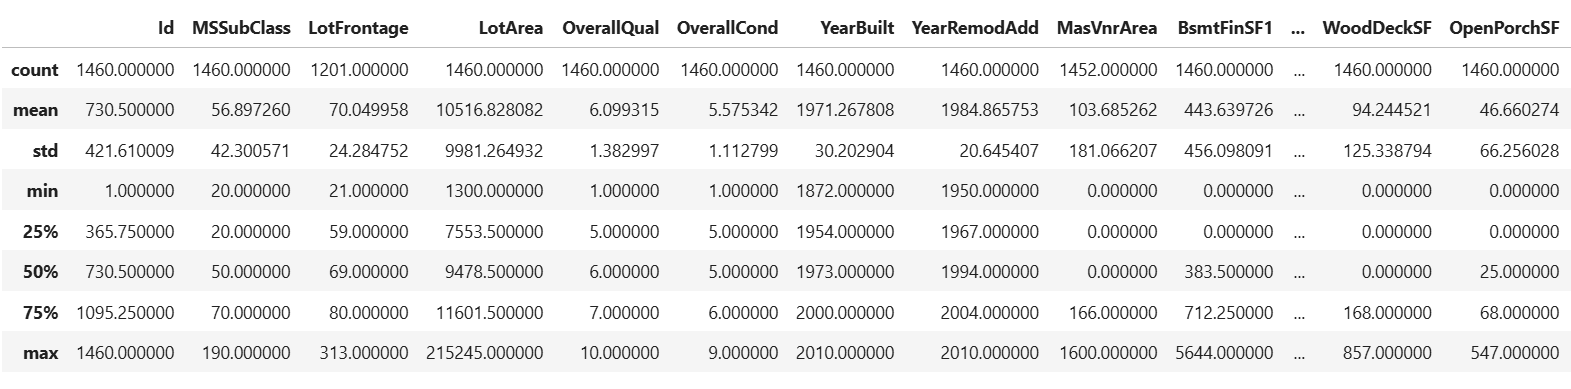 Id MSSubClass LotFrontage LotArea OverallQual OverallCond YearBuilt YearRemodAdd MasVnrArea BsmtFinSF1 ... WoodDeckSF OpenPorchSF
count 1460.000000 1460.000000 1201.000000 1460.000000 1460.000000 1460.000000 1460.000000 1460.000000 1452.000000 1460.000000 ... 1460.000000 1460.000000
mean 730.500000 56.897260 70.049958 10516.828082 6.099315 5.575342 1971.267808 1984.865753 103.685262 443.639726 ... 94.244521 46.660274
std 421.610009 42.300571 24.284752 9981.264932 1.382997 1.112799 30.202904 20.645407 181.066207 456.098091 ... 125.338794 66.256028
min 1.000000 20.000000 21.000000 1300.000000 1.000000 1.000000 1872.000000 1950.000000 0.000000 0.000000 ... 0.000000 0.000000
25% 365.750000 20.000000 59.000000 7553.500000 5.000000 5.000000 1954.000000 1967.000000 0.000000 0.000000 ... 0.000000 0.000000
50% 730.500000 50.000000 69.000000 9478.500000 6.000000 5.000000 1973.000000 1994.000000 0.000000 383.500000 ... 0.000000 25.000000
75% 1095.250000 70.000000 80.000000 11601.500000 7.000000 6.000000 2000.000000 2004.000000 166.000000 712.250000 ... 168.000000 68.000000
max 1460.000000 190.000000 313.000000 215245.000000 10.000000 9.000000 2010.000000 2010.000000 1600.000000 5644.000000 ... 857.000000 547.000000